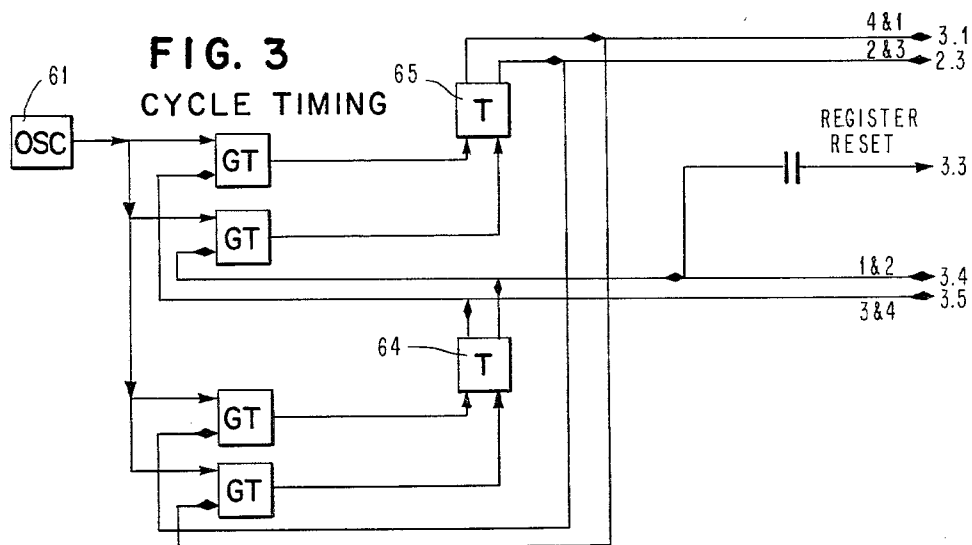 FIG. 3
CYCLE TIMING
61
OSC
65
T
4&1
3.1
2&3
2.3
REGISTER
RESET
3.3
GT
GT
1&2
3.4
3&4
3.5
64
T
GT
GT